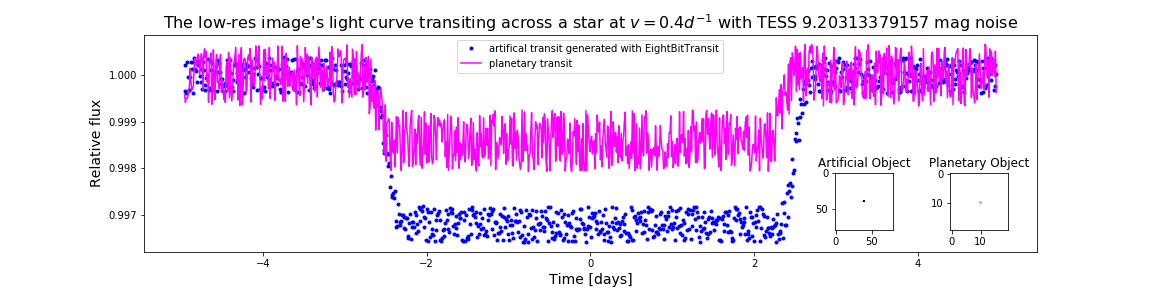 The low-res image's light curve transiting across a star at v = 0.4d⁻¹ with TESS 9.20313379157 mag noise
artifical transit generated with EightBitTransit
planetary transit
Relative flux
1.000
0.999
0.998
0.997
Artificial Object
0
50
0 50
Planetary Object
0
10
0 10
−4 −2 0 2 4
Time [days]